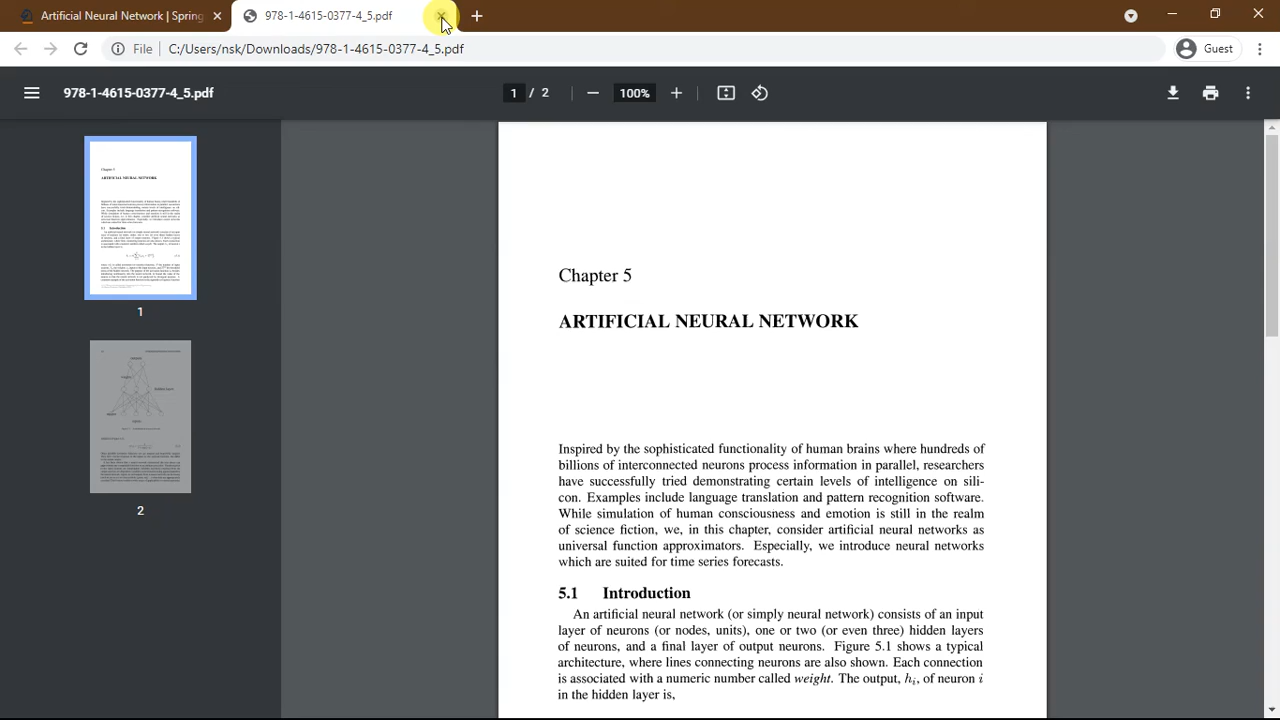 Artificial Neural Network | Spring
978-1-4615-0377-4_5.pdf
File
C:/Users/nsk/Downloads/978-1-4615-0377-4_5.pdf
Guest
978-1-4615-0377-4_5.pdf
1 / 2
100%
Chapter 5
ARTIFICIAL NEURAL NETWORK
1
2
Chapter 5
ARTIFICIAL NEURAL NETWORK
Inspired by the sophisticated functionality of human brains where hundreds of
billions of interconnected neurons process information in parallel, researchers
have successfully tried demonstrating certain levels of intelligence on sili-
con. Examples include language translation and pattern recognition software.
While simulation of human consciousness and emotion is still in the realm
of science fiction, we, in this chapter, consider artificial neural networks as
universal function approximators. Especially, we introduce neural networks
which are suited for time series forecasts.
5.1 Introduction
An artificial neural network (or simply neural network) consists of an input
layer of neurons (or nodes, units), one or two (or even three) hidden layers
of neurons, and a final layer of output neurons. Figure 5.1 shows a typical
architecture, where lines connecting neurons are also shown. Each connection
is associated with a numeric number called weight. The output, hi, of neuron i
in the hidden layer is,